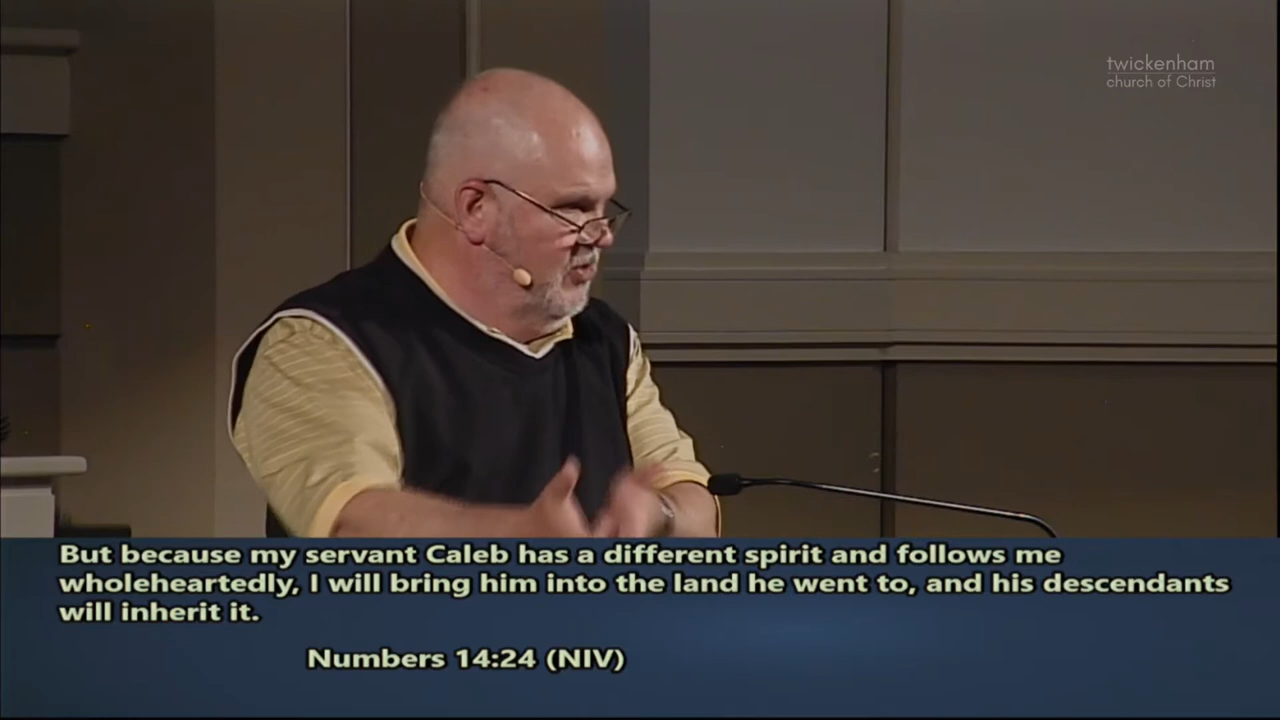 twickenham
church of Christ
But because my servant Caleb has a different spirit and follows me
wholeheartedly, I will bring him into the land he went to, and his descendants
will inherit it.
Numbers 14:24 (NIV)